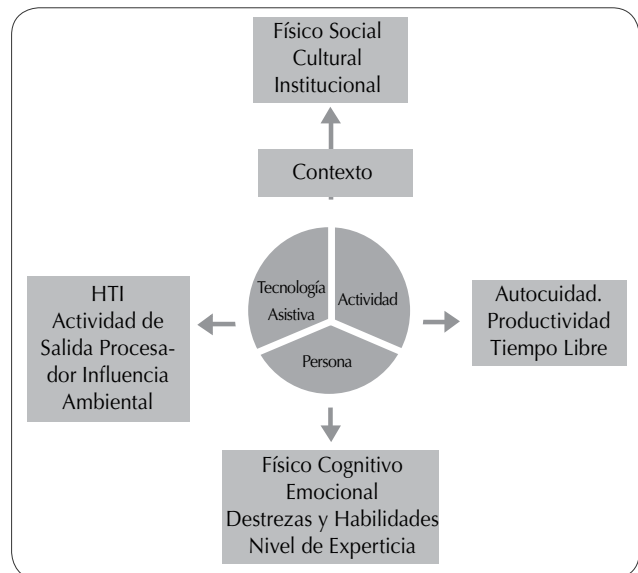 Físico Social
Cultural
Institucional
Contexto
Tecnología
Asistiva
Actividad
Persona
HTI
Actividad de
Salida Procesa-
dor Influencia
Ambiental
Autocuidad.
Productividad
Tiempo Libre
Físico Cognitivo
Emocional
Destrezas y Habilidades
Nivel de Experticia